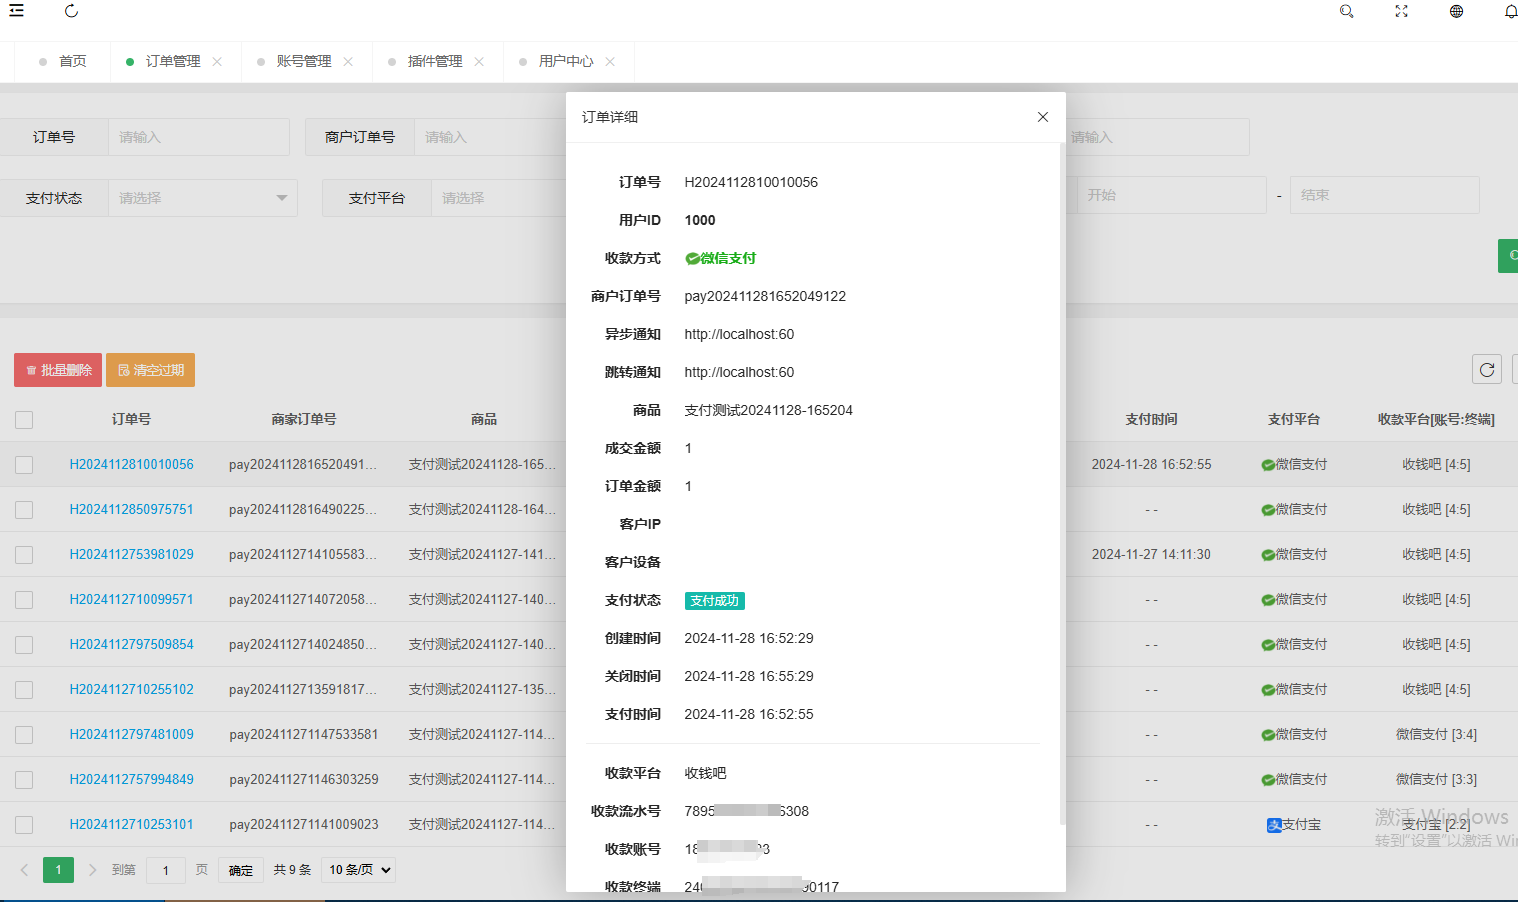 首页
订单管理
账号管理
插件管理
用户中心
订单号 请输入
商户订单号 请输入
请输入
支付状态 请选择
支付平台 请选择
开始 - 结束
批量删除 清空过期
订单号 商家订单号 商品 支付时间 支付平台 收款平台[账号:终端]
H2024112810010056 pay2024112816520491... 支付测试20241128-165... 2024-11-28 16:52:55 微信支付 收钱吧 [4:5]
H2024112850975751 pay2024112816490225... 支付测试20241128-164... - - 微信支付 收钱吧 [4:5]
H2024112753981029 pay2024112714105583... 支付测试20241127-141... 2024-11-27 14:11:30 微信支付 收钱吧 [4:5]
H2024112710099571 pay2024112714072058... 支付测试20241127-140... - - 微信支付 收钱吧 [4:5]
H2024112797509854 pay2024112714024850... 支付测试20241127-140... - - 微信支付 收钱吧 [4:5]
H2024112710255102 pay2024112713591817... 支付测试20241127-135... - - 微信支付 收钱吧 [4:5]
H2024112797481009 pay202411271147533581 支付测试20241127-114... - - 微信支付 微信支付 [3:4]
H2024112757994849 pay202411271146303259 支付测试20241127-114... - - 微信支付 微信支付 [3:3]
H2024112710253101 pay202411271141009023 支付测试20241127-114... - - 支付宝 支付宝 [2:2]
1 到第 1 页 确定 共 9 条 10 条/页
订单详细
订单号 H2024112810010056
用户ID 1000
收款方式 微信支付
商户订单号 pay202411281652049122
异步通知 http://localhost:60
跳转通知 http://localhost:60
商品 支付测试20241128-165204
成交金额 1
订单金额 1
客户IP
客户设备
支付状态 支付成功
创建时间 2024-11-28 16:52:29
关闭时间 2024-11-28 16:55:29
支付时间 2024-11-28 16:52:55
收款平台 收钱吧
收款流水号 7895 6308
收款账号 18 3
收款终端 24 90117
激活 Windows
转到"设置"以激活 Win